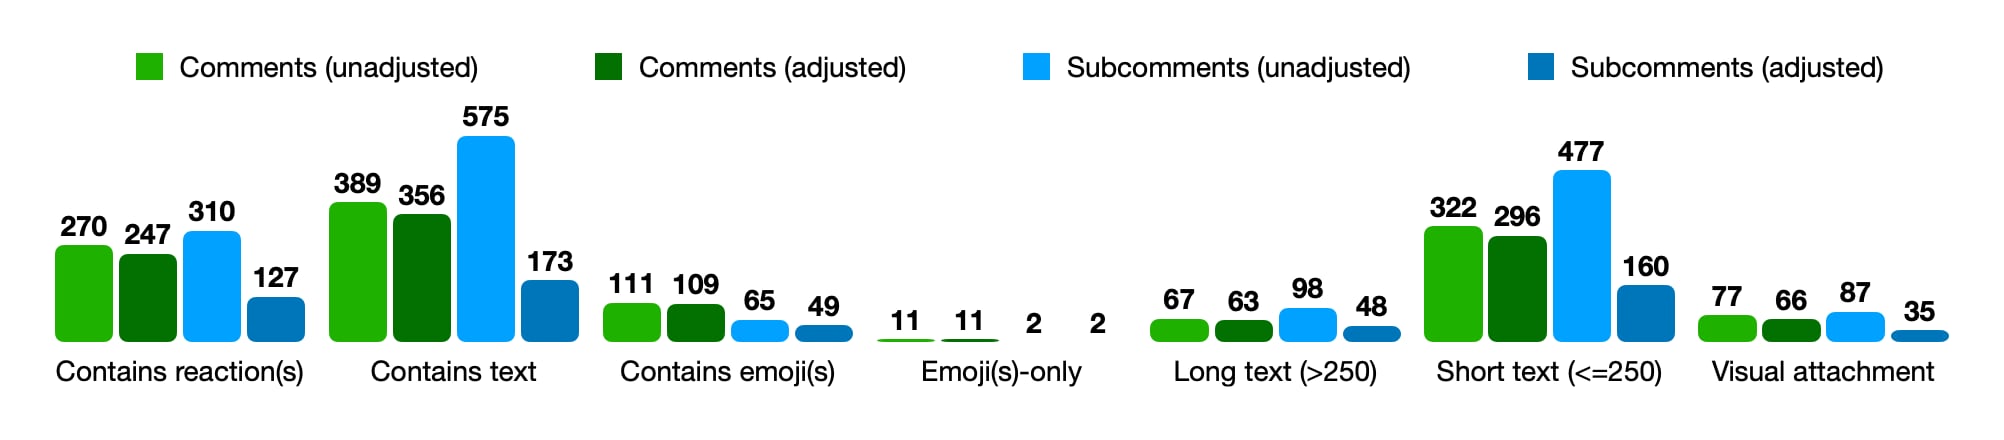 Comments (unadjusted) Comments (adjusted) Subcomments (unadjusted) Subcomments (adjusted)
270 247 310 127
Contains reaction(s)
389 356 575 173
Contains text
111 109 65 49
Contains emoji(s)
11 11 2 2
Emoji(s)-only
67 63 98 48
Long text (>250)
322 296 477 160
Short text (<=250)
77 66 87 35
Visual attachment